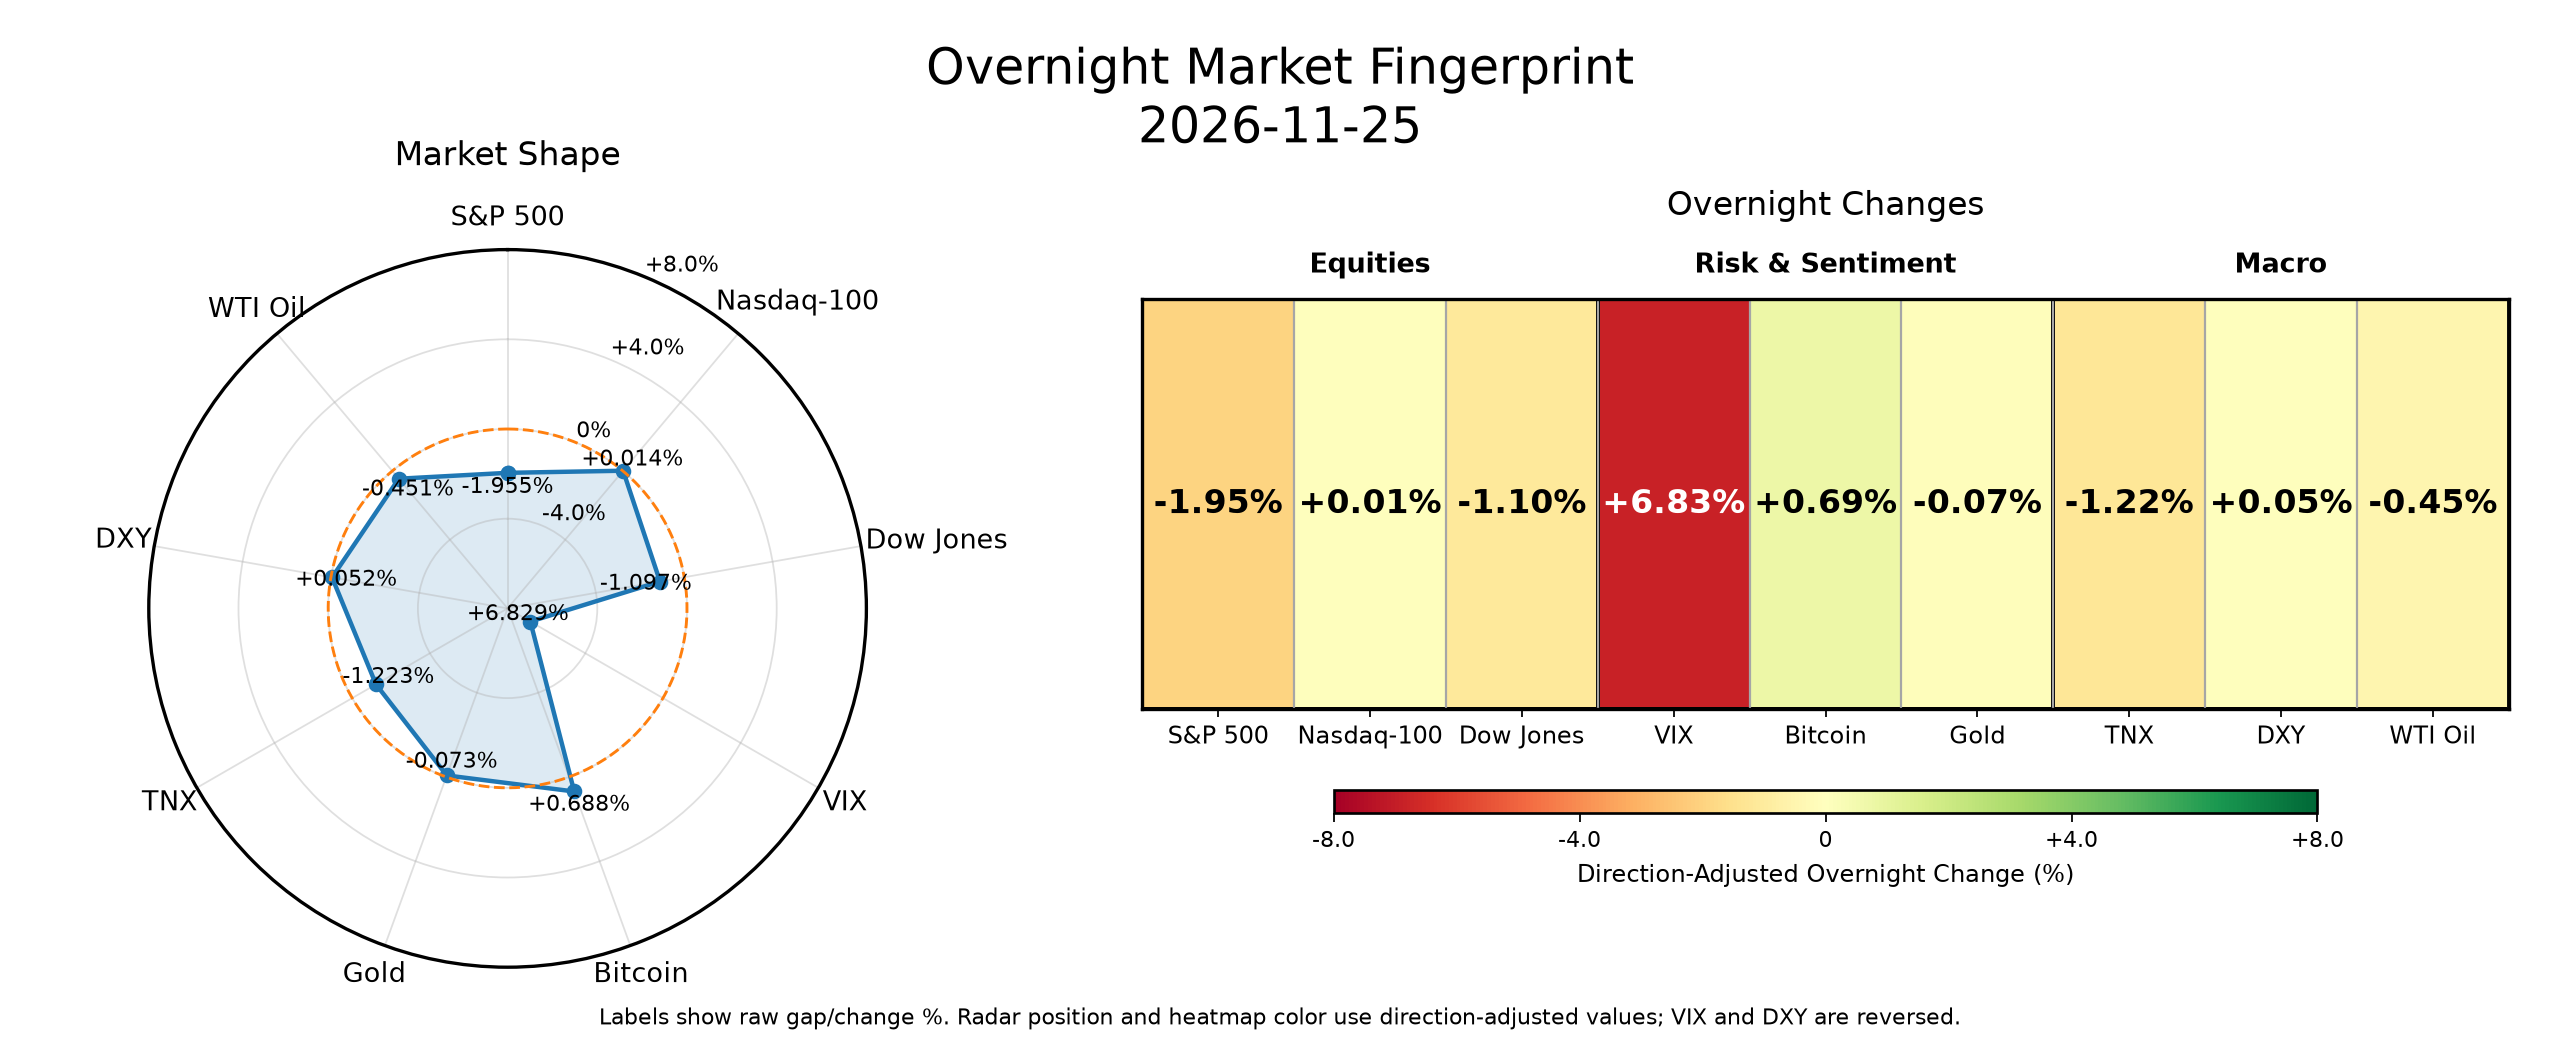 Overnight Market Fingerprint
2026-11-25
Market Shape
S&P 500
+8.0%
Nasdaq-100
WTI Oil
+4.0%
0%
+0.014%
-0.451%
-1.955%
-4.0%
DXY
Dow Jones
+0.052%
-1.097%
+6.829%
-1.223%
-0.073%
+0.688%
TNX
VIX
Gold
Bitcoin
Overnight Changes
Equities
Risk & Sentiment
Macro
-1.95%
+0.01%
-1.10%
+6.83%
+0.69%
-0.07%
-1.22%
+0.05%
-0.45%
S&P 500
Nasdaq-100
Dow Jones
VIX
Bitcoin
Gold
TNX
DXY
WTI Oil
-8.0
-4.0
0
+4.0
+8.0
Direction-Adjusted Overnight Change (%)
Labels show raw gap/change %. Radar position and heatmap color use direction-adjusted values; VIX and DXY are reversed.